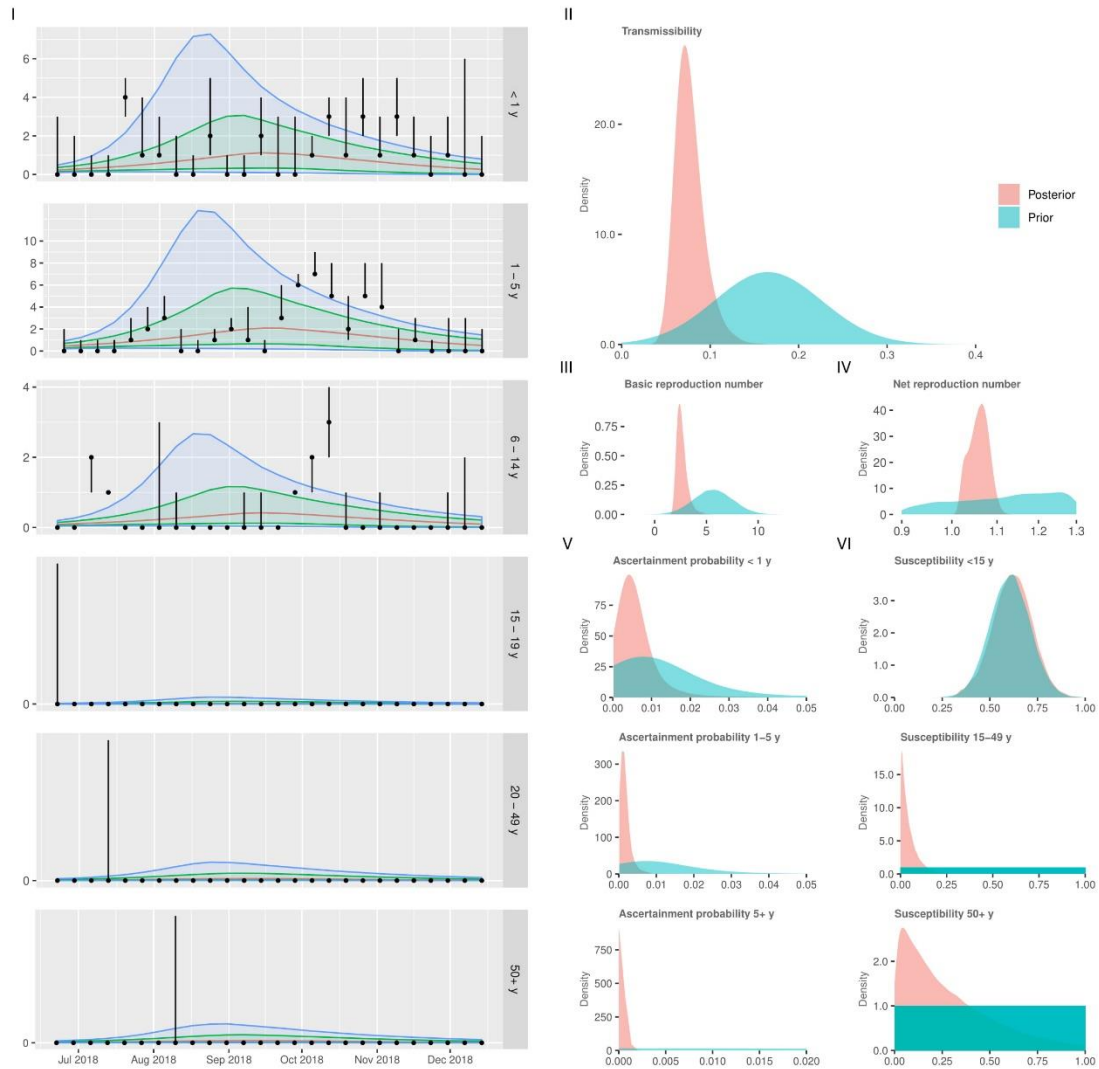 I
6
4
2
0
< 1 y
10
8
6
4
2
0
1 – 5 y
4
2
0
6 – 14 y
0
15 – 19 y
0
20 – 49 y
0
50+ y
Jul 2018 Aug 2018 Sep 2018 Oct 2018 Nov 2018 Dec 2018
II
Transmissibility
Density
20.0
10.0
0.0
0.0 0.1 0.2 0.3 0.4
Posterior
Prior
III
Basic reproduction number
Density
0.75
0.50
0.25
0.00
0 5 10
IV
Net reproduction number
Density
40
30
20
10
0
0.9 1.0 1.1 1.2 1.3
V
Ascertainment probability < 1 y
Density
75
50
25
0
0.00 0.01 0.02 0.03 0.04 0.05
Ascertainment probability 1–5 y
Density
300
200
100
0
0.00 0.01 0.02 0.03 0.04 0.05
Ascertainment probability 5+ y
Density
750
500
250
0
0.000 0.005 0.010 0.015 0.020
VI
Susceptibility <15 y
Density
3.0
2.0
1.0
0.0
0.00 0.25 0.50 0.75 1.00
Susceptibility 15–49 y
Density
15.0
10.0
5.0
0.0
0.00 0.25 0.50 0.75 1.00
Susceptibility 50+ y
Density
2.0
1.0
0.0
0.00 0.25 0.50 0.75 1.00